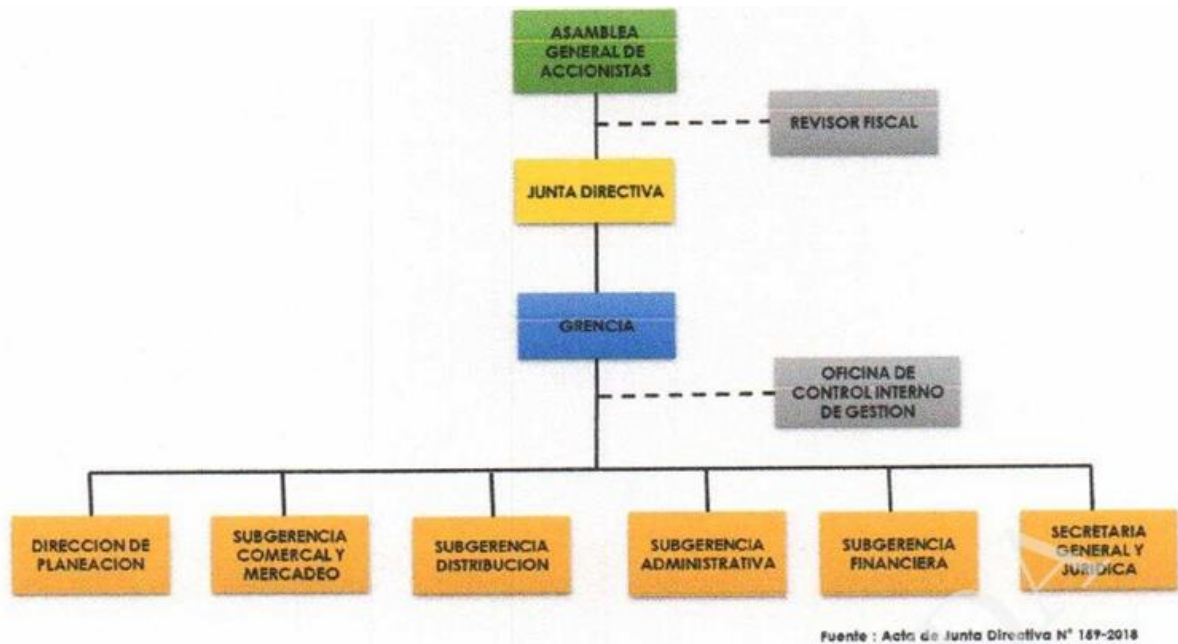 ASAMBLEA
GENERAL DE
ACCIONISTAS
REVISOR FISCAL
JUNTA DIRECTIVA
GRENCIA
OFICINA DE
CONTROL INTERNO
DE GESTION
DIRECCION DE
PLANEACION
SUBGERENCIA
COMERCAL Y
MERCADEO
SUBGERENCIA
DISTRIBUCION
SUBGERENCIA
ADMINISTRATIVA
SUBGERENCIA
FINANCIERA
SECRETARIA
GENERAL Y
JURIDICA
Fuente : Acta de Junta Directiva N° 159-2018